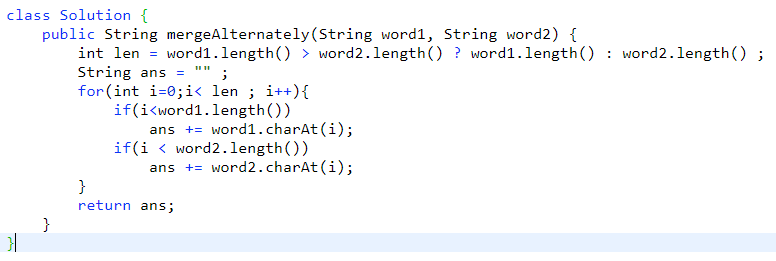 class Solution {
    public String mergeAlternately(String word1, String word2) {
        int len = word1.length() > word2.length() ? word1.length() : word2.length() ;
        String ans = "" ;
        for(int i=0;i< len ; i++){
            if(i<word1.length())
                ans += word1.charAt(i);
            if(i < word2.length())
                ans += word2.charAt(i);
        }
        return ans;
    }
}